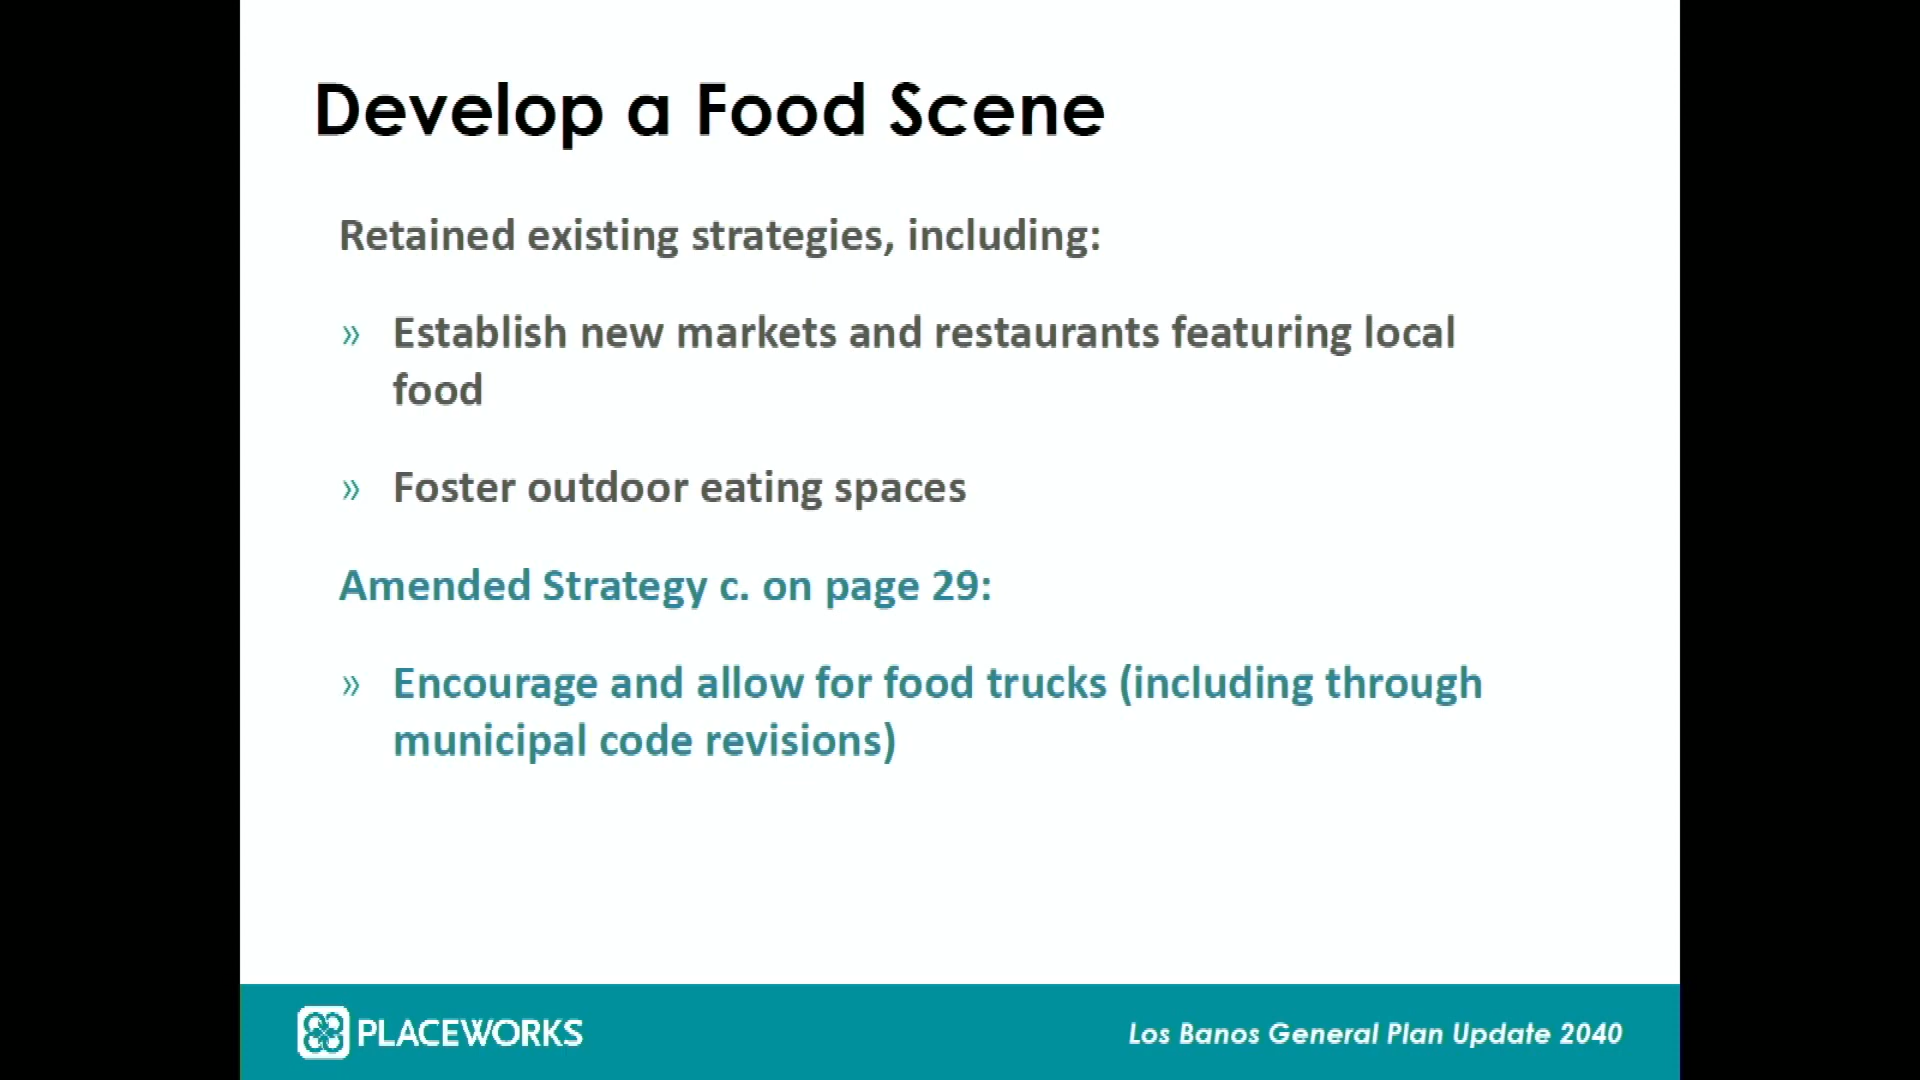 Develop a Food Scene
Retained existing strategies, including:
» Establish new markets and restaurants featuring local
food
» Foster outdoor eating spaces
Amended Strategy c. on page 29:
» Encourage and allow for food trucks (including through
municipal code revisions)
PLACEWORKS
Los Banos General Plan Update 2040